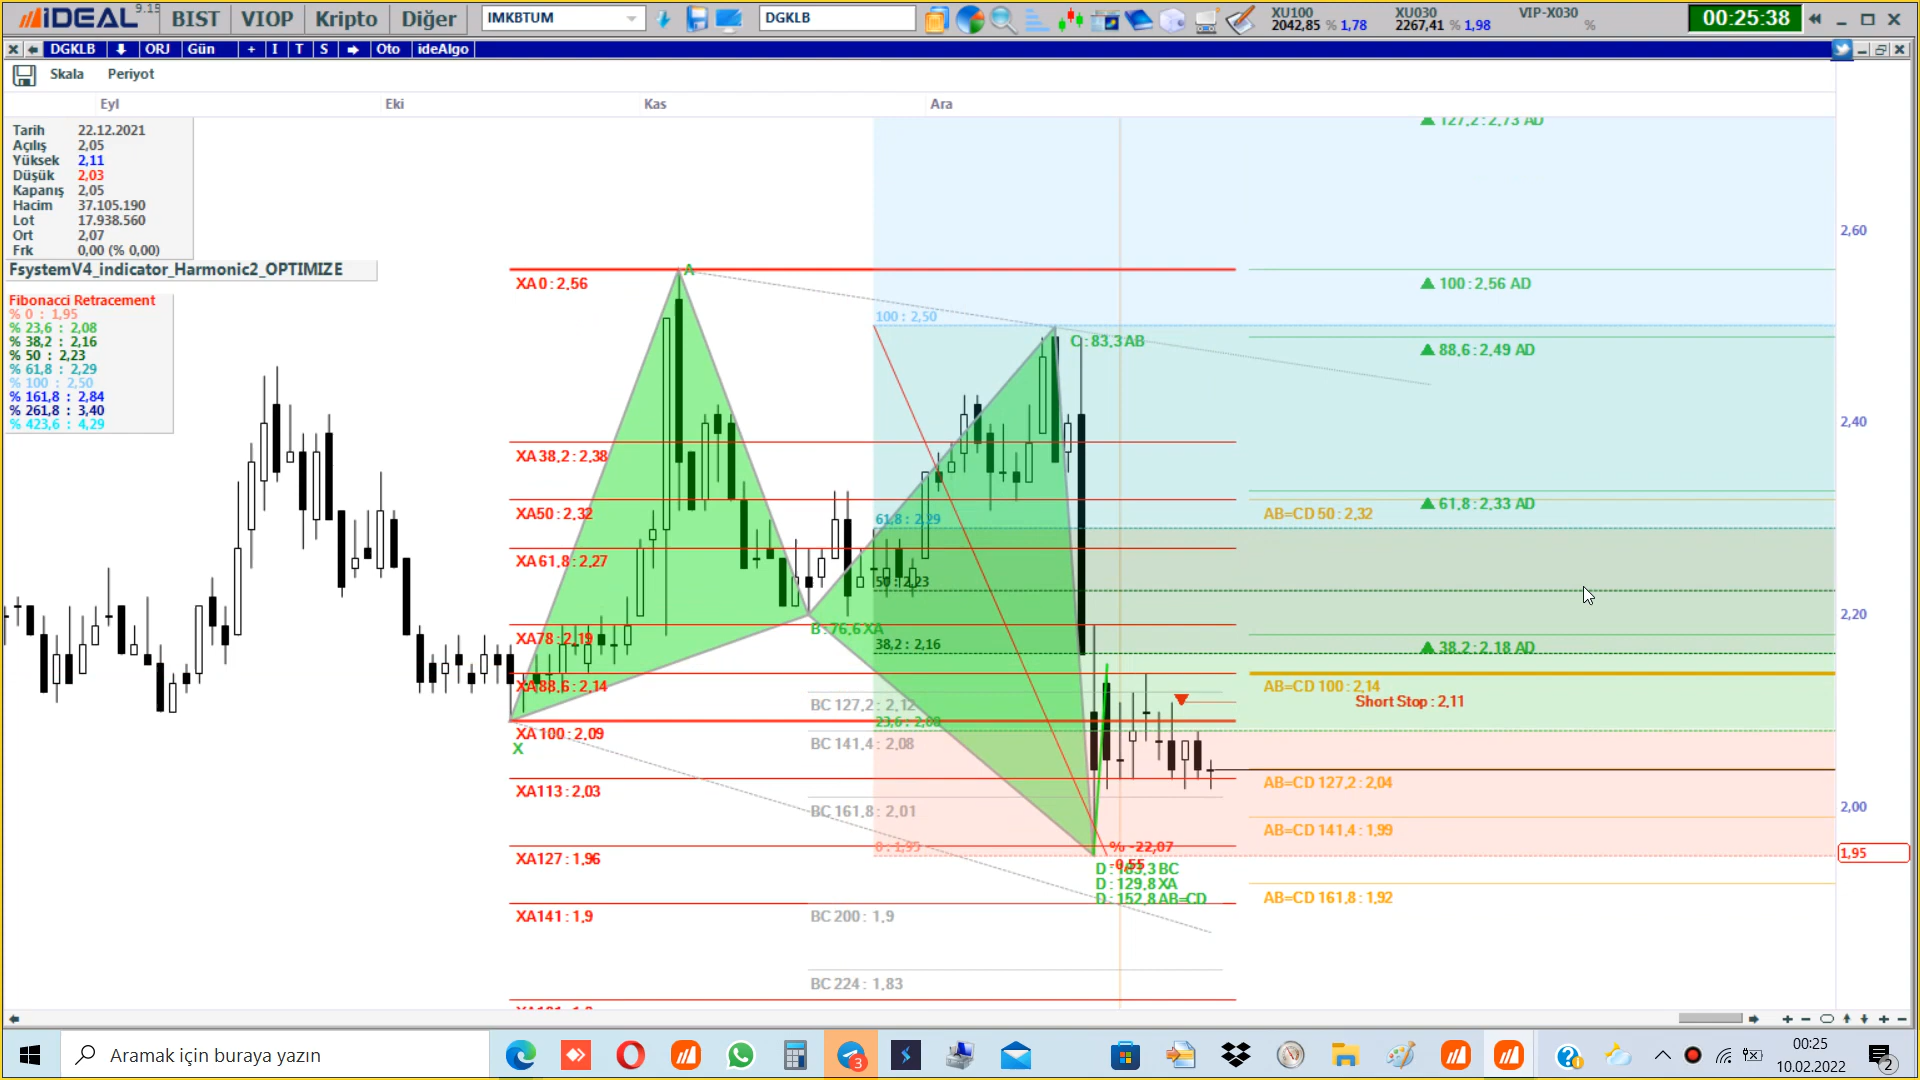 iDEAL 9.15 BIST VIOP Kripto Diğer IMKBTUM DGKLB XU100 2042,85 % 1,78 XU030 2267,41 % 1,98 VIP-X030 % 00:25:38
DGKLB ORJ Gün + I T S Oto ideAlgo
Skala Periyot
Eyl Eki Kas Ara
Tarih 22.12.2021
Açılış 2,05
Yüksek 2,11
Düşük 2,03
Kapanış 2,05
Hacim 37.105.190
Lot 17.938.560
Ort 2,07
Frk 0,00 (% 0,00)
FsystemV4_indicator_Harmonic2_OPTIMIZE
Fibonacci Retracement
% 0 : 1,95
% 23,6 : 2,08
% 38,2 : 2,16
% 50 : 2,23
% 61,8 : 2,29
% 100 : 2,50
% 161,8 : 2,84
% 261,8 : 3,40
% 423,6 : 4,29
XA 0 : 2,56
XA 38,2 : 2,38
XA 50 : 2,32
XA 61,8 : 2,27
XA 78 : 2,19
XA 88,6 : 2,14
XA 100 : 2,09
XA 113 : 2,03
XA 127 : 1,96
XA 141 : 1,9
A
X
B : 76,6 XA
C : 83,3 AB
100 : 2,50
61,8 : 2,29
50 : 2,23
38,2 : 2,16
23,6 : 2,08
0 : 1,95
BC 127,2 : 2,12
BC 141,4 : 2,08
BC 161,8 : 2,01
BC 200 : 1,9
BC 224 : 1,83
% -22,07
-0,55
D : 129,8 XA
D : 152,8 AB=CD
127,2 : 2,73 AD
100 : 2,56 AD
88,6 : 2,49 AD
61,8 : 2,33 AD
38,2 : 2,18 AD
AB=CD 50 : 2,32
AB=CD 100 : 2,14
Short Stop : 2,11
AB=CD 127,2 : 2,04
AB=CD 141,4 : 1,99
AB=CD 161,8 : 1,92
2,60
2,40
2,20
2,00
1,95
Aramak için buraya yazın
3
00:25
10.02.2022
2